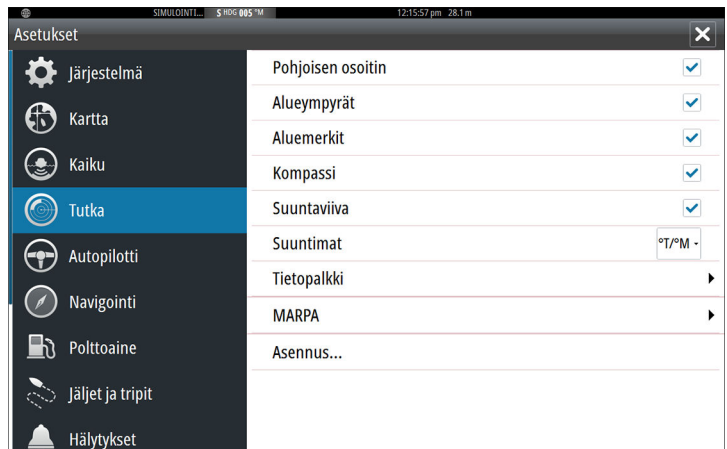 SIMULOINTI... S HDG 005 °M 12:15:57 pm 28.1 m
Asetukset
Järjestelmä
Kartta
Kaiku
Tutka
Autopilotti
Navigointi
Polttoaine
Jäljet ja tripit
Hälytykset
Pohjoisen osoitin
Alueympyrät
Aluemerkit
Kompassi
Suuntaviiva
Suuntimat °T/°M
Tietopalkki
MARPA
Asennus...